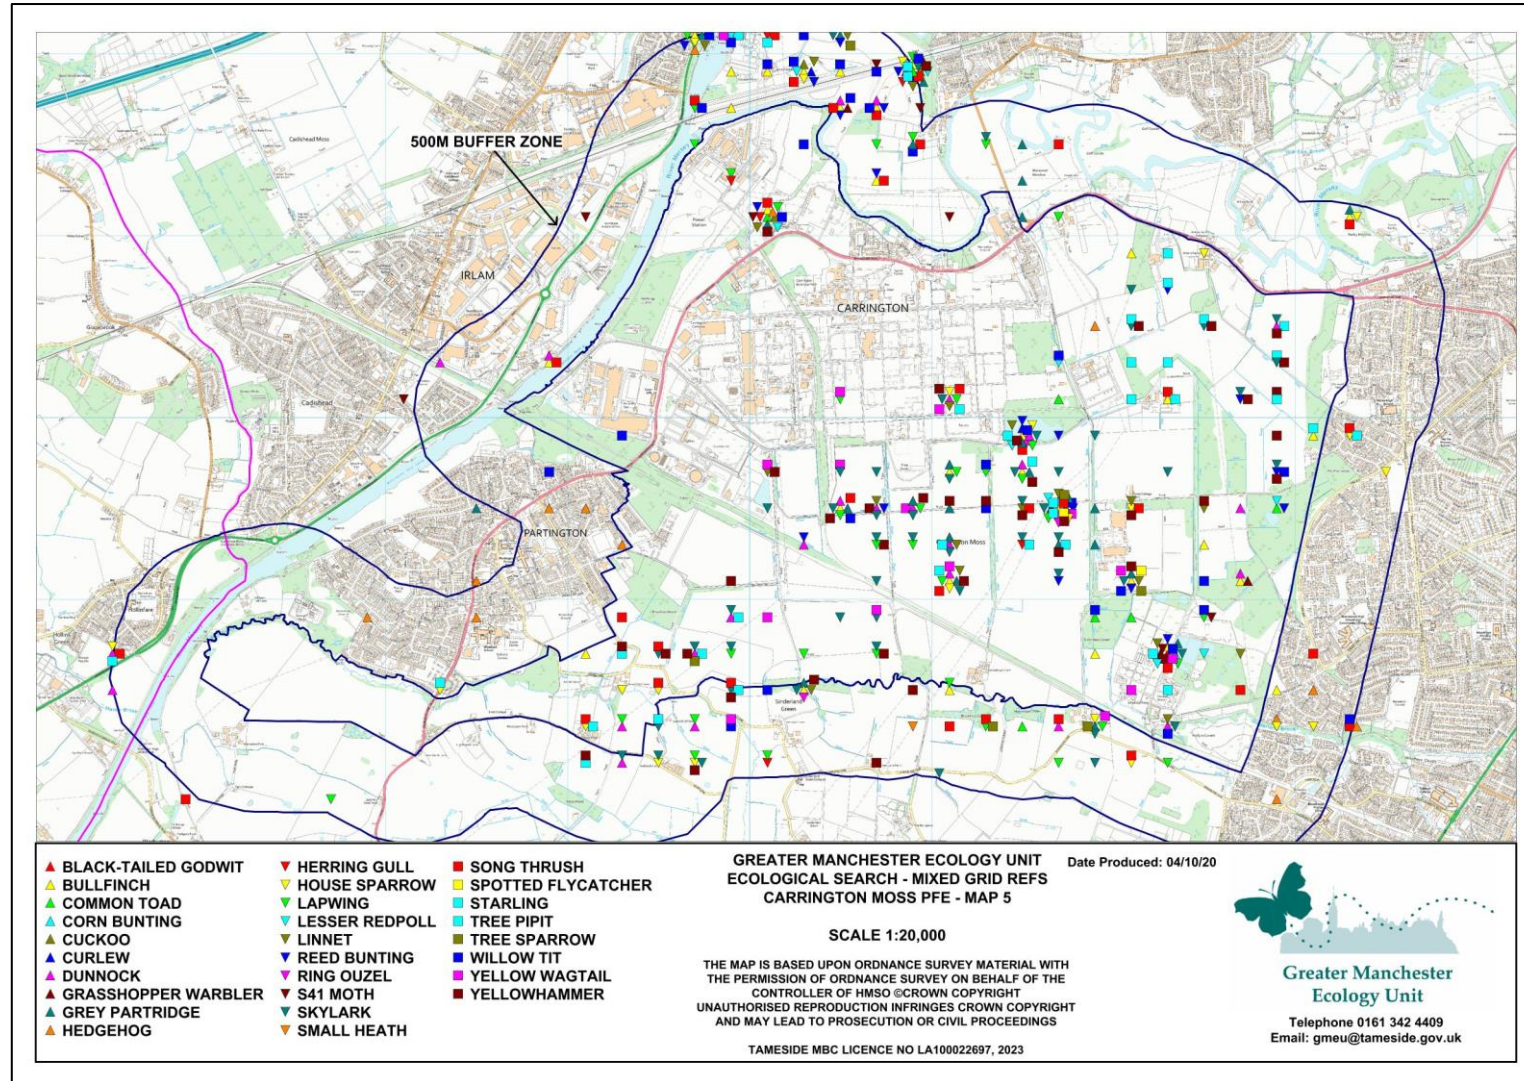 500M BUFFER ZONE
Cadishead Moss
IRLAM
CARRINGTON
Cadishead
PARTINGTON
Sinderland
Green
BLACK-TAILED GODWIT
BULLFINCH
COMMON TOAD
CORN BUNTING
CUCKOO
CURLEW
DUNNOCK
GRASSHOPPER WARBLER
GREY PARTRIDGE
HEDGEHOG
HERRING GULL
HOUSE SPARROW
LAPWING
LESSER REDPOLL
LINNET
REED BUNTING
RING OUZEL
S41 MOTH
SKYLARK
SMALL HEATH
SONG THRUSH
SPOTTED FLYCATCHER
STARLING
TREE PIPIT
TREE SPARROW
WILLOW TIT
YELLOW WAGTAIL
YELLOWHAMMER
GREATER MANCHESTER ECOLOGY UNIT
ECOLOGICAL SEARCH - MIXED GRID REFS
CARRINGTON MOSS PFE - MAP 5
SCALE 1:20,000
THE MAP IS BASED UPON ORDNANCE SURVEY MATERIAL WITH
THE PERMISSION OF ORDNANCE SURVEY ON BEHALF OF THE
CONTROLLER OF HMSO ©CROWN COPYRIGHT
UNAUTHORISED REPRODUCTION INFRINGES CROWN COPYRIGHT
AND MAY LEAD TO PROSECUTION OR CIVIL PROCEEDINGS
TAMESIDE MBC LICENCE NO LA100022697, 2023
Date Produced: 04/10/20
Greater Manchester
Ecology Unit
Telephone 0161 342 4409
Email: gmeu@tameside.gov.uk